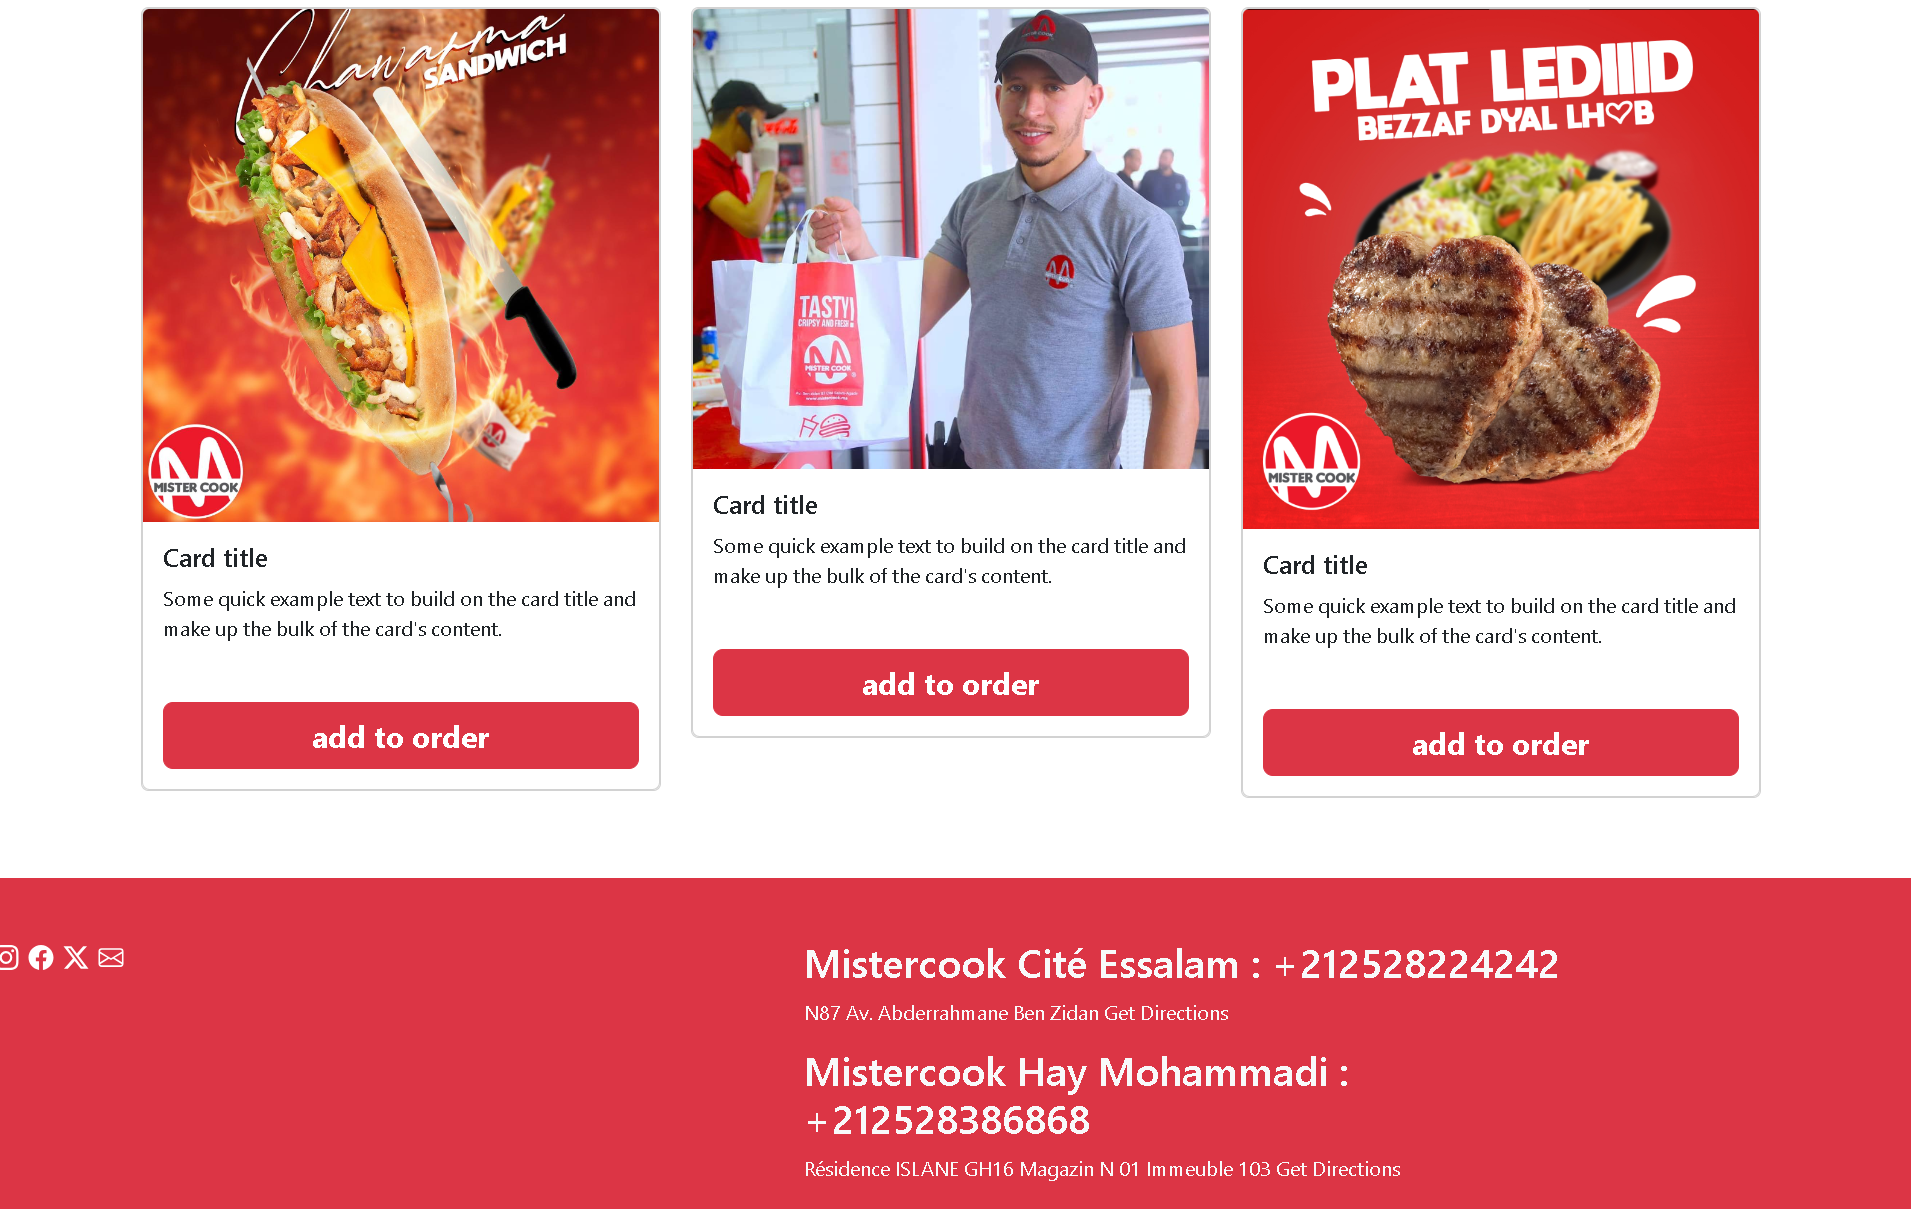 Chawarma
SANDWICH
MISTER COOK
Card title
Some quick example text to build on the card title and
make up the bulk of the card's content.
add to order
TASTY!
CRIPSY AND FRESH
MISTER COOK
Card title
Some quick example text to build on the card title and
make up the bulk of the card's content.
add to order
PLAT LEDIIIID
BEZZAF DYAL LH♡B
MISTER COOK
Card title
Some quick example text to build on the card title and
make up the bulk of the card's content.
add to order
Mistercook Cité Essalam : +212528224242
N87 Av. Abderrahmane Ben Zidan Get Directions
Mistercook Hay Mohammadi :
+212528386868
Résidence ISLANE GH16 Magazin N 01 Immeuble 103 Get Directions